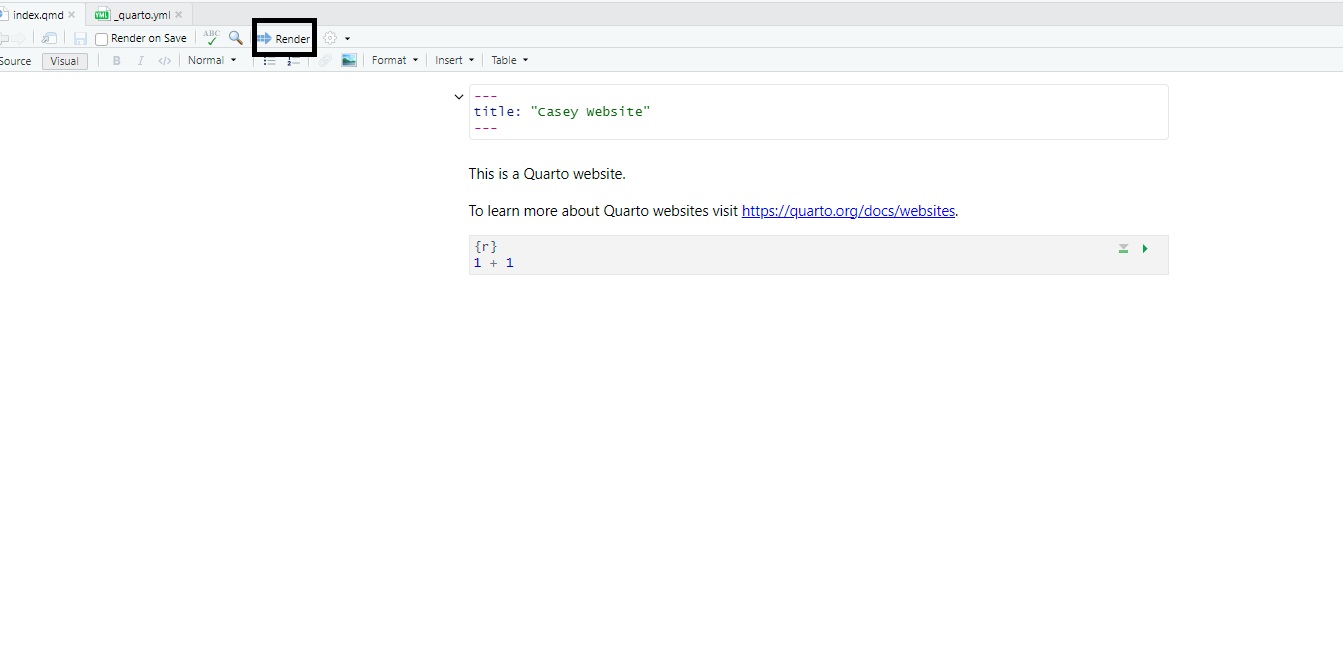 index.qmd
YML _quarto.yml
Render on Save ABC Render
Source Visual B I </> Normal Format Insert Table
---
title: "Casey Website"
---
This is a Quarto website.
To learn more about Quarto websites visit https://quarto.org/docs/websites.
{r}
1 + 1